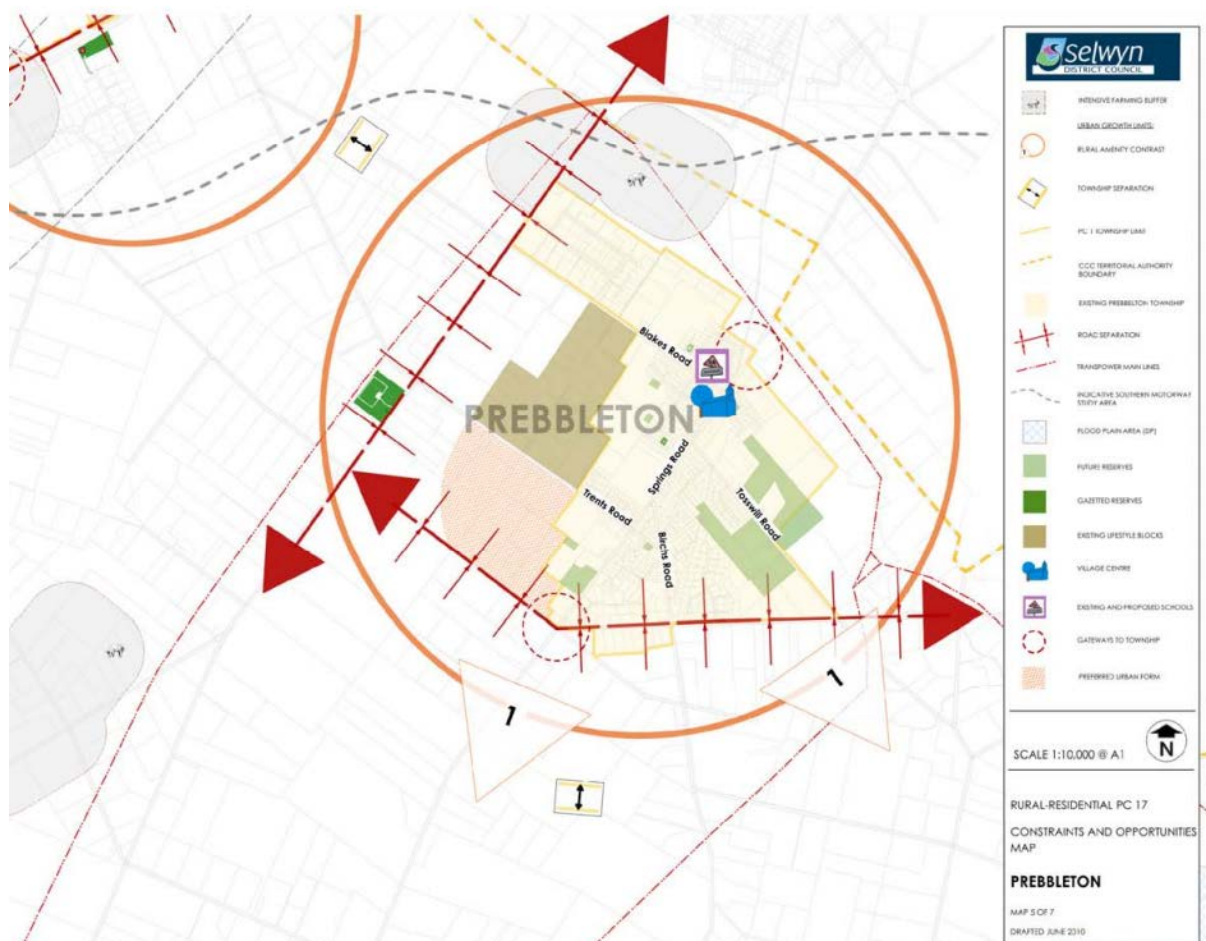 PREBBLETON
Blakes Road
Springs Road
Trents Road
Birchs Road
Tosswill Road
1
1
Selwyn
DISTRICT COUNCIL
INTENSIVE FARMING BUFFER
URBAN GROWTH LIMITS:
RURAL AMENITY CONTRAST
TOWNSHIP SEPARATION
PC 1 TOWNSHIP LIMIT
CCC TERRITORIAL AUTHORITY
BOUNDARY
EXISTING PREBBELTON TOWNSHIP
ROAD SEPARATION
TRANSPOWER MAIN LINES
INDICATIVE SOUTHERN MOTORWAY
STUDY AREA
FLOOD PLAIN AREA (DP)
FUTURE RESERVES
GAZETTED RESERVES
EXISTING LIFESTYLE BLOCKS
VILLAGE CENTRE
EXISTING AND PROPOSED SCHOOLS
GATEWAYS TO TOWNSHIP
PREFERRED URBAN FORM
SCALE 1:10,000 @ A1
N
RURAL-RESIDENTIAL PC 17
CONSTRAINTS AND OPPORTUNITIES
MAP
PREBBLETON
MAP 5 OF 7
DRAFTED JUNE 2010